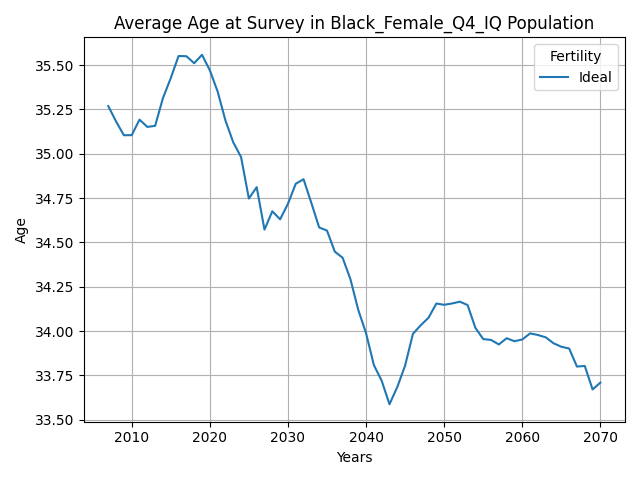 Average Age at Survey in Black_Female_Q4_IQ Population
Fertility
Ideal
Age
35.50
35.25
35.00
34.75
34.50
34.25
34.00
33.75
33.50
2010 2020 2030 2040 2050 2060 2070
Years